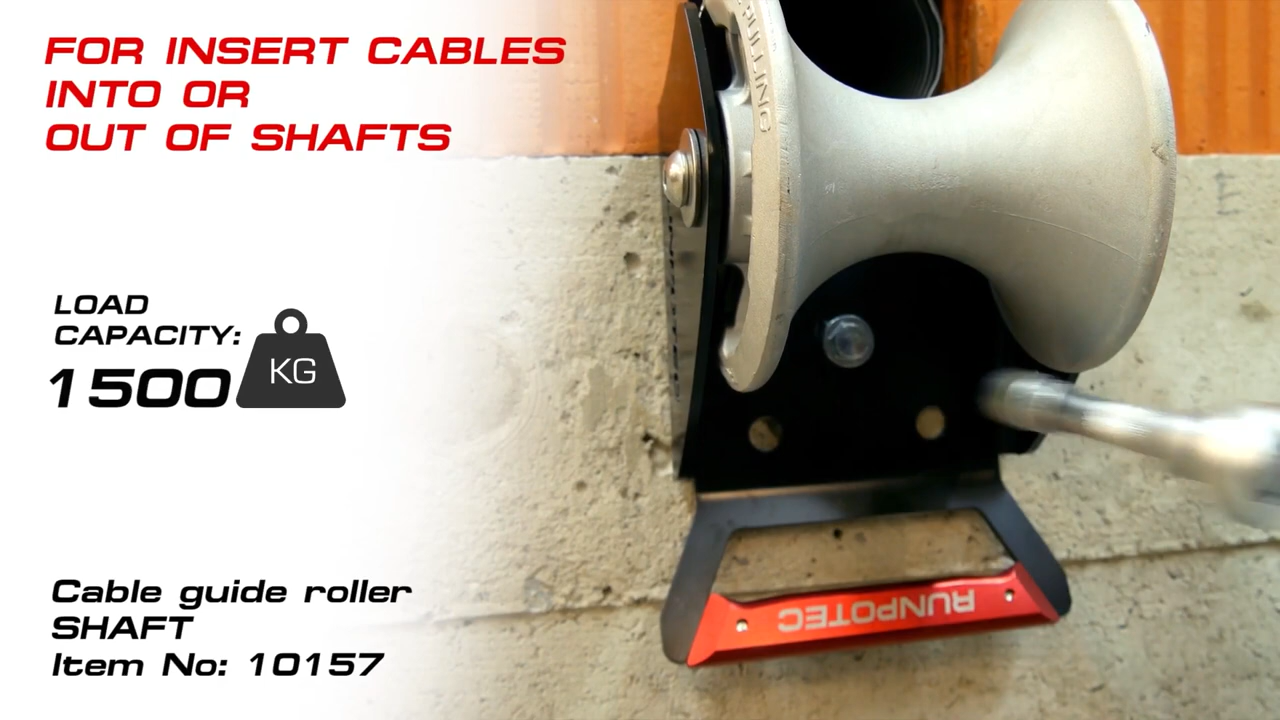 FOR INSERT CABLES
INTO OR
OUT OF SHAFTS
LOAD
CAPACITY:
1500
KG
Cable guide roller
SHAFT
Item No: 10157
PULLING
RUNPOTEC